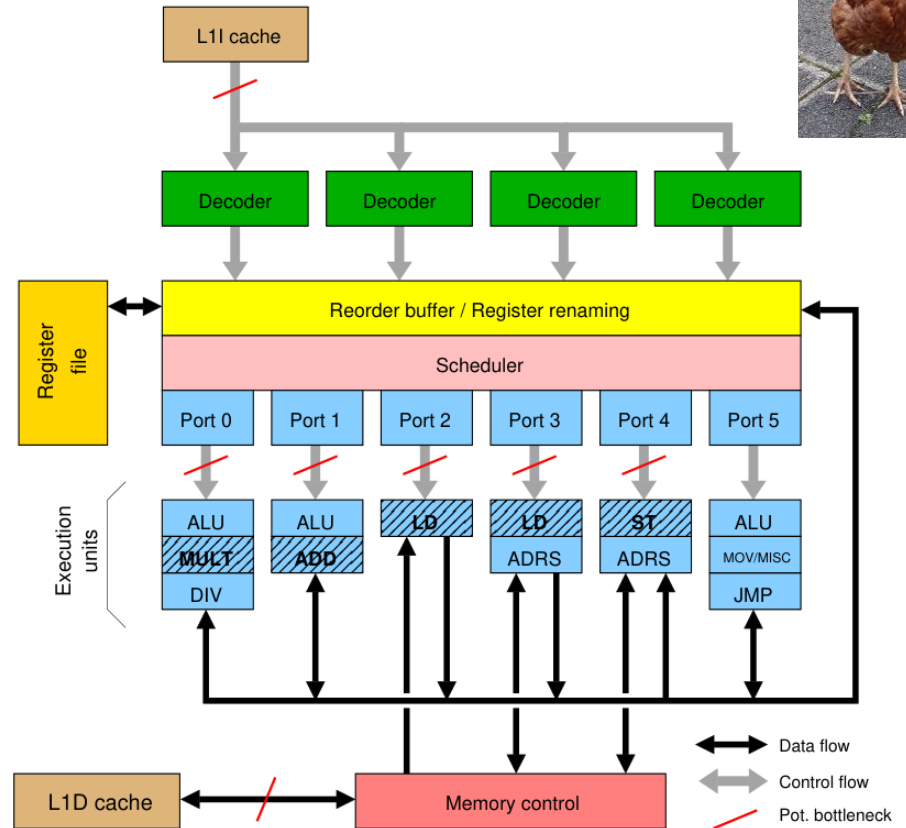 L1I cache
Decoder
Decoder
Decoder
Decoder
Register
file
Reorder buffer / Register renaming
Scheduler
Port 0
Port 1
Port 2
Port 3
Port 4
Port 5
Execution
units
ALU
MULT
DIV
ALU
ADD
LD
LD
ADRS
ST
ADRS
ALU
MOV/MISC
JMP
L1D cache
Memory control
Data flow
Control flow
Pot. bottleneck